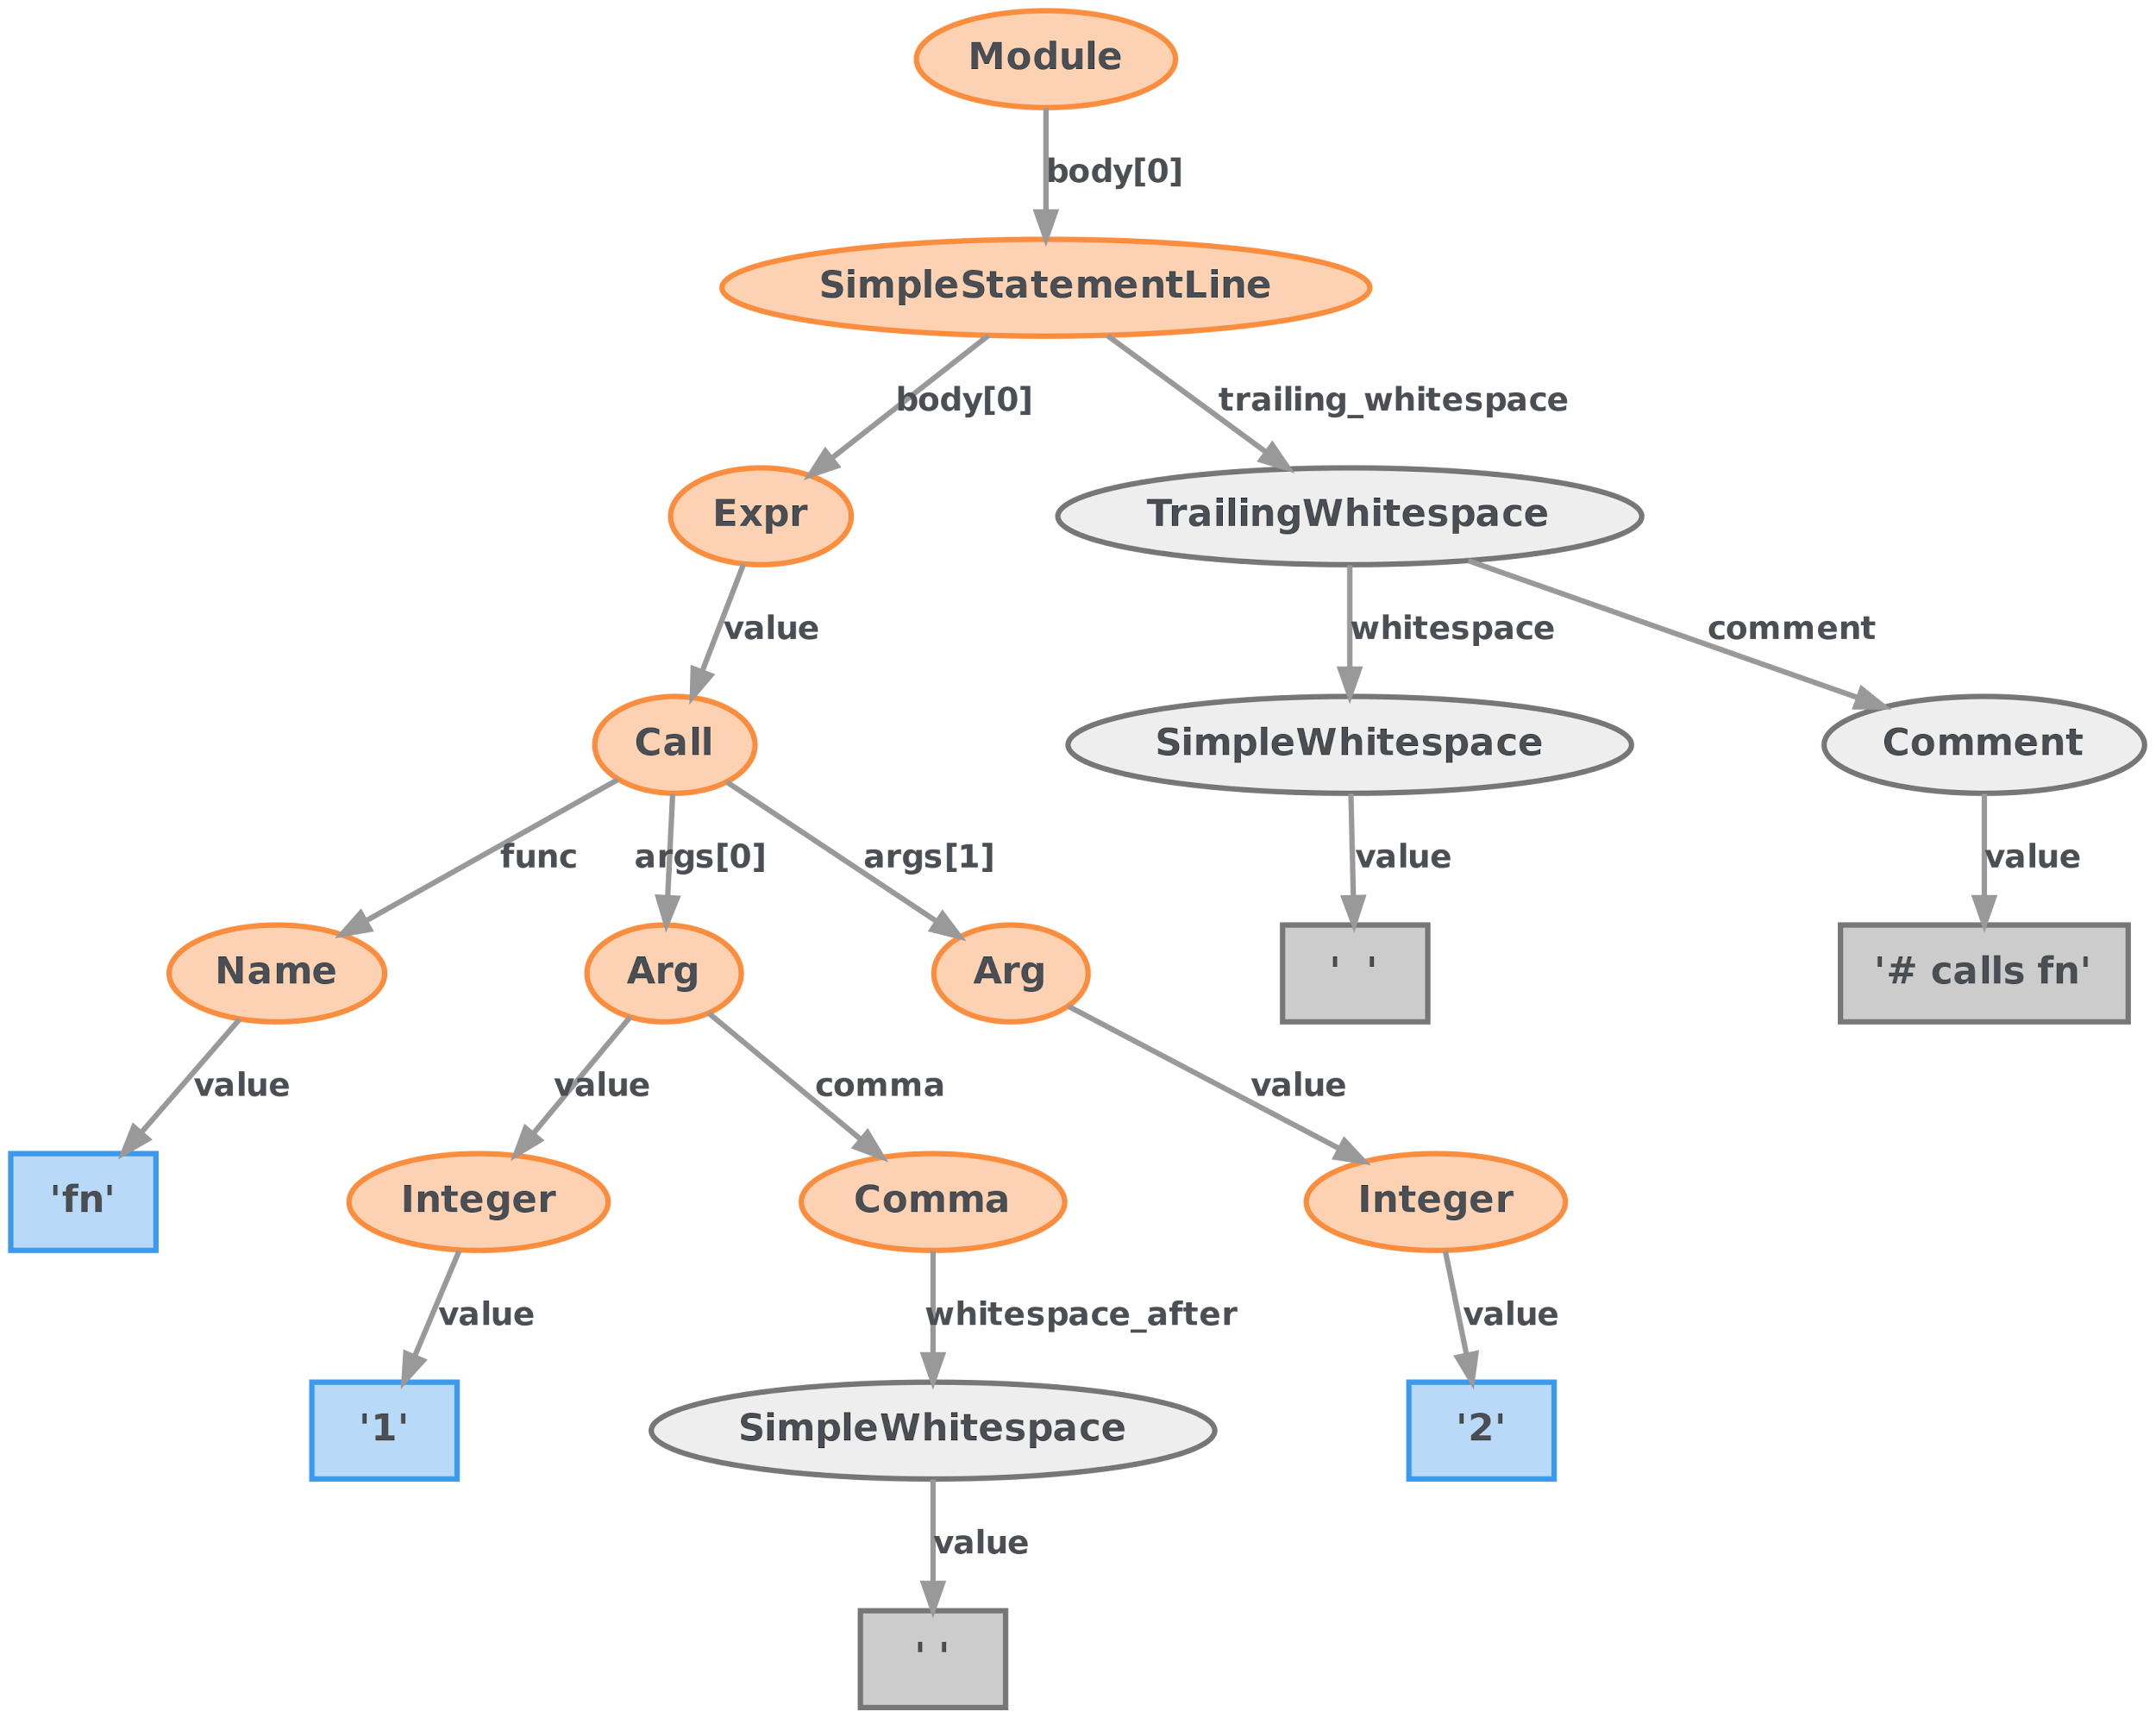 Module
body[0]
SimpleStatementLine
body[0]
trailing_whitespace
Expr
TrailingWhitespace
value
whitespace
comment
Call
SimpleWhitespace
Comment
func
args[0]
args[1]
value
value
Name
Arg
Arg
'  '
'# calls fn'
value
value
comma
value
'fn'
Integer
Comma
Integer
value
whitespace_after
value
'1'
SimpleWhitespace
'2'
value
' '